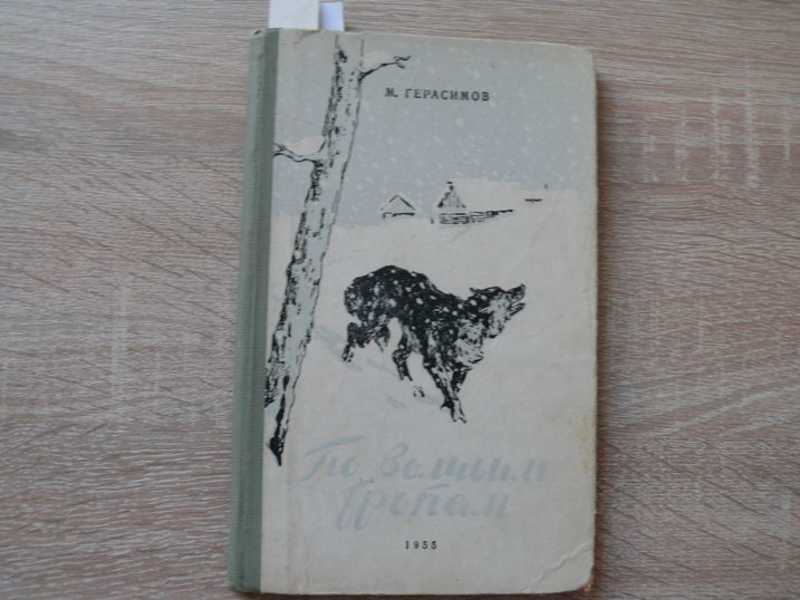 М. ГЕРАСИМОВ
По волчьим
тропам
1955